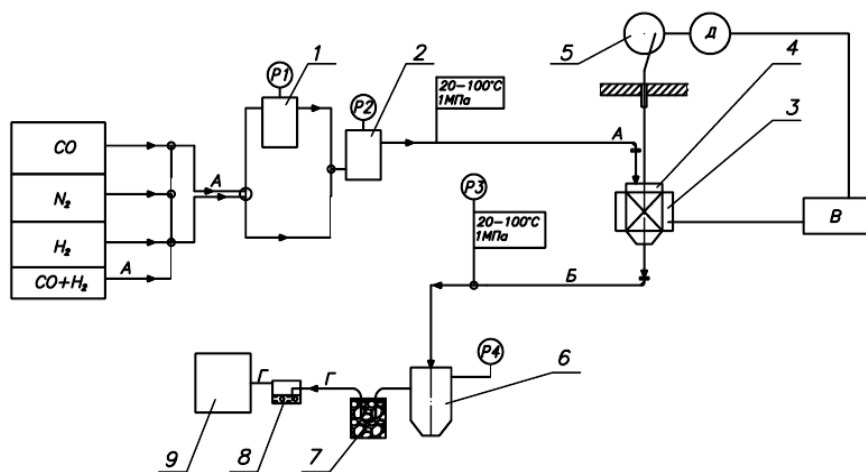 5
Д
4
1
2
P1
20-100°C
1МПа
3
P2
CO
А
P3
А
N₂
20-100°C
1МПа
В
H₂
А
Б
CO+H₂
P4
6
Г
Г
9
8
7